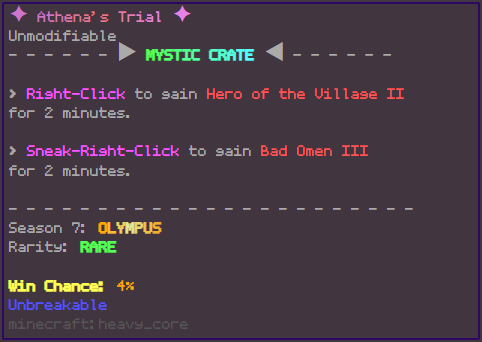 ✦ Athena's Trial ✦
Unmodifiable
- - - - - - ▶ MYSTIC CRATE ◀ - - - - - -
> Right-Click to gain Hero of the Village II
for 2 minutes.
> Sneak-Right-Click to gain Bad Omen III
for 2 minutes.
- - - - - - - - - - - - - - - - - - - - - - - -
Season 7: OLYMPUS
Rarity: RARE
Win Chance: 4%
Unbreakable
minecraft:heavy_core